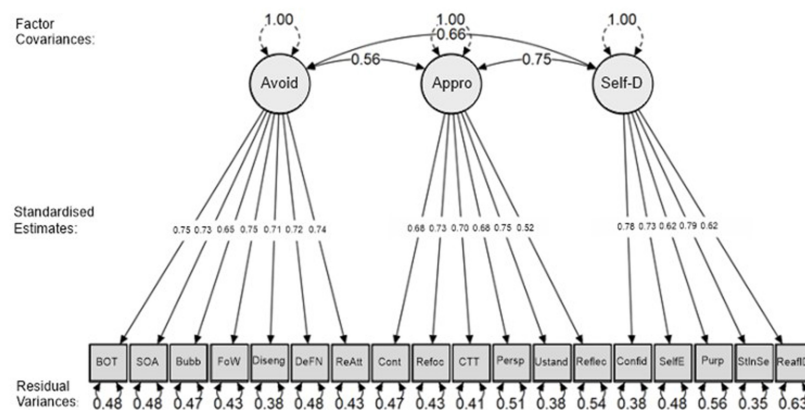 Factor
Covariances:
1.00 1.00 1.00
0.66
0.56 0.75
Avoid Appro Self-D
Standardised
Estimates:
0.75 0.73 0.65 0.75 0.71 0.72 0.74 0.68 0.73 0.70 0.68 0.75 0.52 0.78 0.73 0.62 0.79 0.62
BOT SOA Bubb FoW Diseng DeFN ReAtt Cont Refoc CTT Persp Ustand Reflec Confid SelfE Purp StInSe ReafID
Residual
Variances:
0.48 0.48 0.47 0.43 0.38 0.48 0.43 0.47 0.43 0.41 0.51 0.35 0.54 0.38 0.48 0.56 0.35 0.63